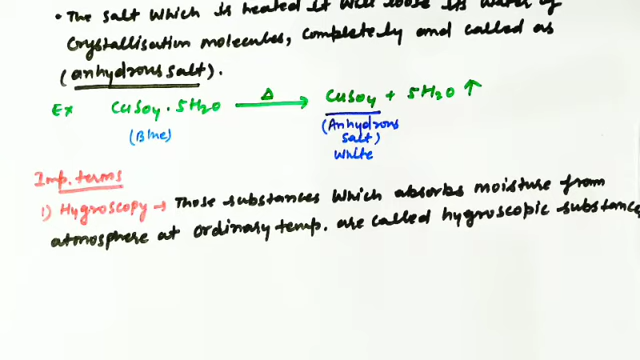 • The salt which is heated it will loose its water of
Crystallisation molecules, completely and called as
(anhydrous salt).
Ex CuSO4 · 5H2O —Δ→ CuSO4 + 5H2O ↑
(Blue)
(Anhydrous
salt)
White
Imp. terms
1) Hygroscopy → Those substances which absorbs moisture from
atmosphere at ordinary temp. are called hygroscopic substance